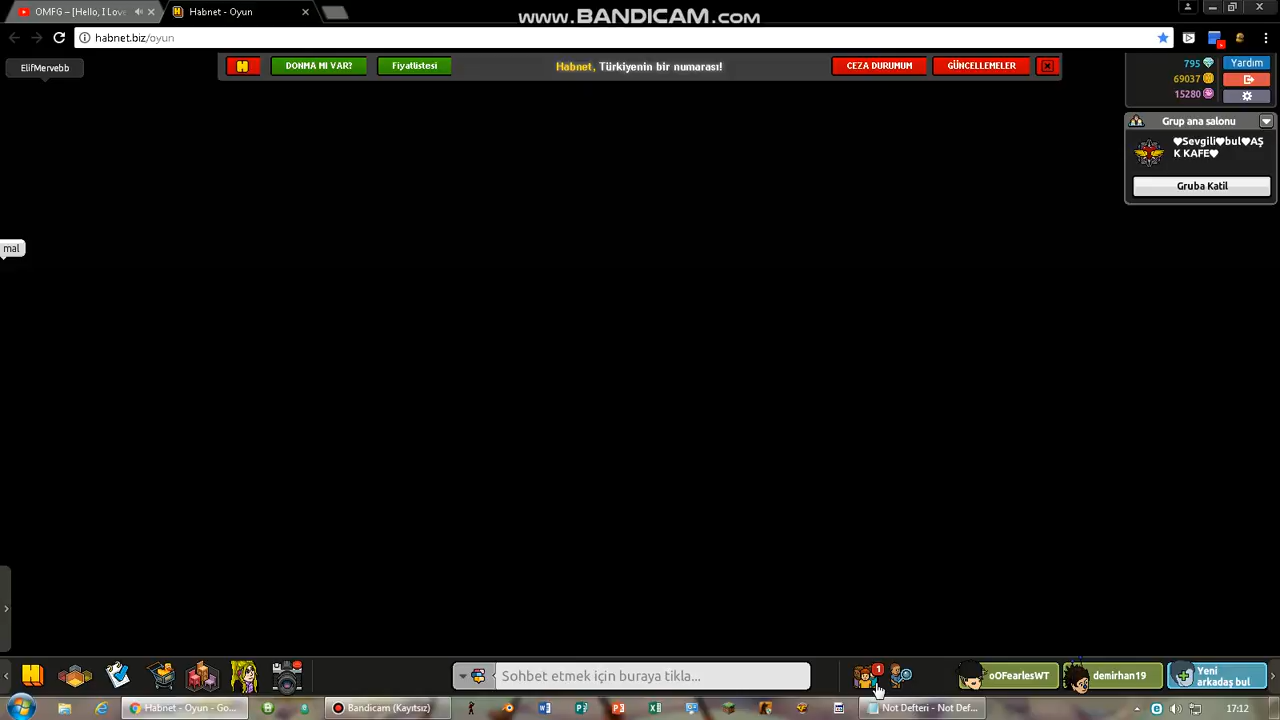 OMFG – [Hello, I Love
Habnet - Oyun
www.BANDICAM.com
habnet.biz/oyun
ElifMervebb
DONMA MI VAR?
Fiyatlistesi
Habnet, Türkiyenin bir numarası!
CEZA DURUMUM
GÜNCELLEMELER
795
Yardım
69037
15280
Grup ana salonu
♥Sevgili♥bul♥AŞ
K KAFE♥
Gruba Katil
mal
Sohbet etmek için buraya tikla...
1
oOFearlesWT
demirhan19
Yeni
arkadaş bul
Habnet - Oyun - Go...
Bandicam (Kayıtsız)
Not Defteri - Not Def...
17:12